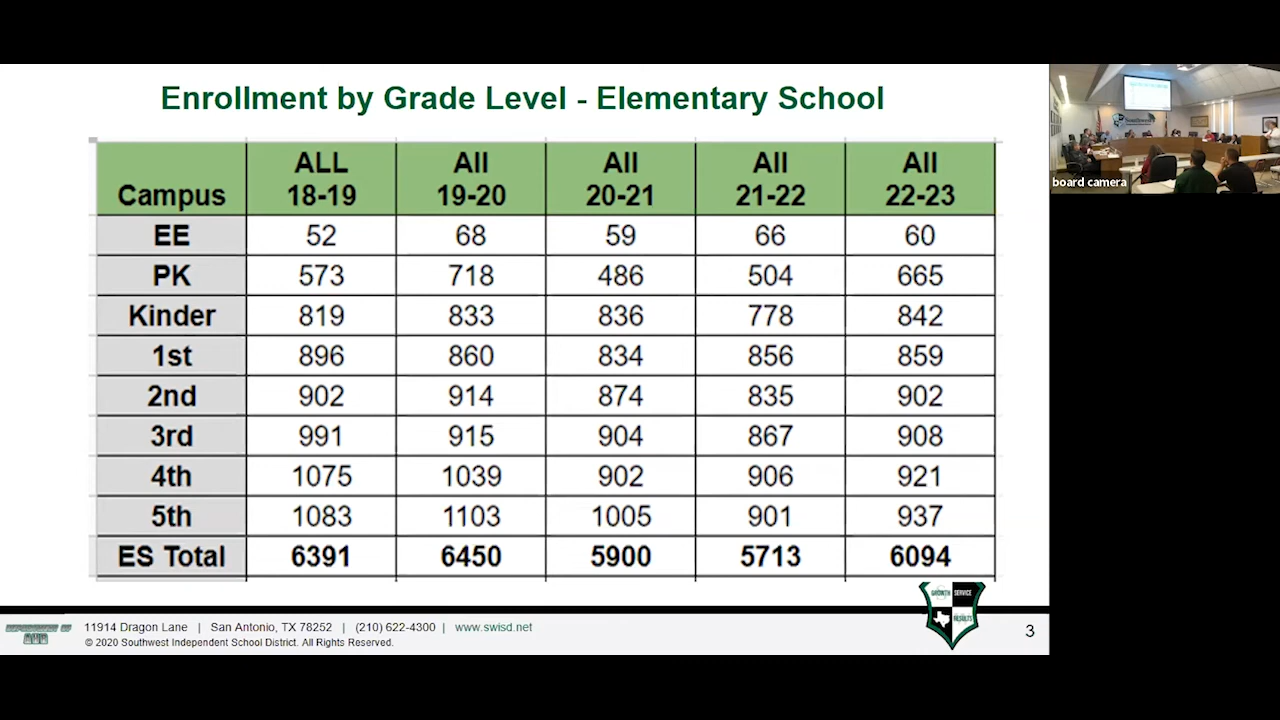 Enrollment by Grade Level - Elementary School
Campus ALL 18-19 All 19-20 All 20-21 All 21-22 All 22-23
EE 52 68 59 66 60
PK 573 718 486 504 665
Kinder 819 833 836 778 842
1st 896 860 834 856 859
2nd 902 914 874 835 902
3rd 991 915 904 867 908
4th 1075 1039 902 906 921
5th 1083 1103 1005 901 937
ES Total 6391 6450 5900 5713 6094
board camera
GROWTH SERVICE
RESULTS
11914 Dragon Lane | San Antonio, TX 78252 | (210) 622-4300 | www.swisd.net
© 2020 Southwest Independent School District. All Rights Reserved.
3